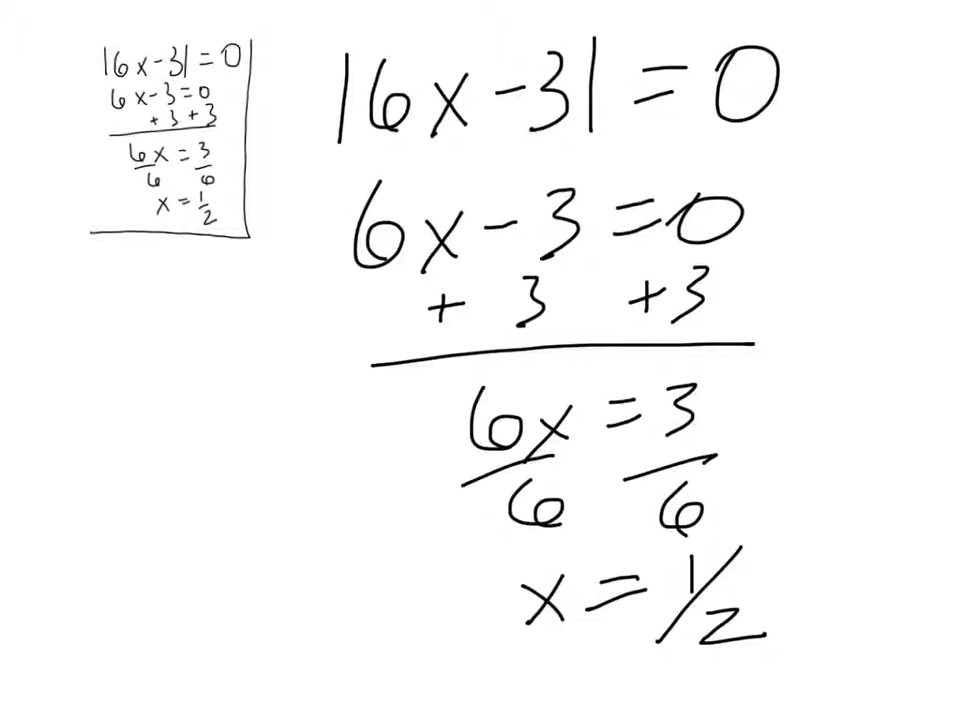 |6x-3|=0
6x-3=0
+3 +3
6x=3
6 6
x=1/2
|6x-3|=0
6x-3=0
+3 +3
6x=3
6 6
x=1/2